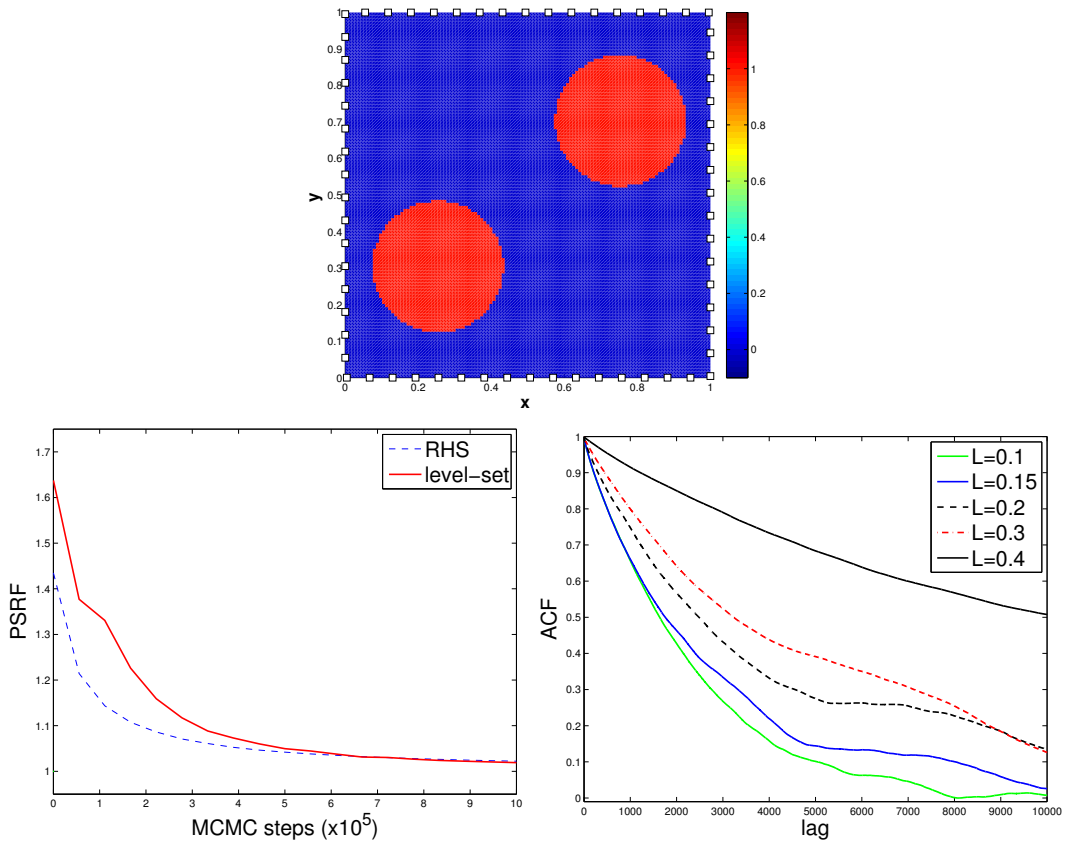 1
0.9
0.8
0.7
0.6
0.5
0.4
0.3
0.2
0.1
0
y
0 0.2 0.4 0.6 0.8 1
x
1
0.8
0.6
0.4
0.2
0
1.7
1.6
1.5
1.4
1.3
1.2
1.1
1
PSRF
0 1 2 3 4 5 6 7 8 9 10
MCMC steps (x10^5)
RHS
level-set
1
0.9
0.8
0.7
0.6
0.5
0.4
0.3
0.2
0.1
0
ACF
0 1000 2000 3000 4000 5000 6000 7000 8000 9000 10000
lag
L=0.1
L=0.15
L=0.2
L=0.3
L=0.4